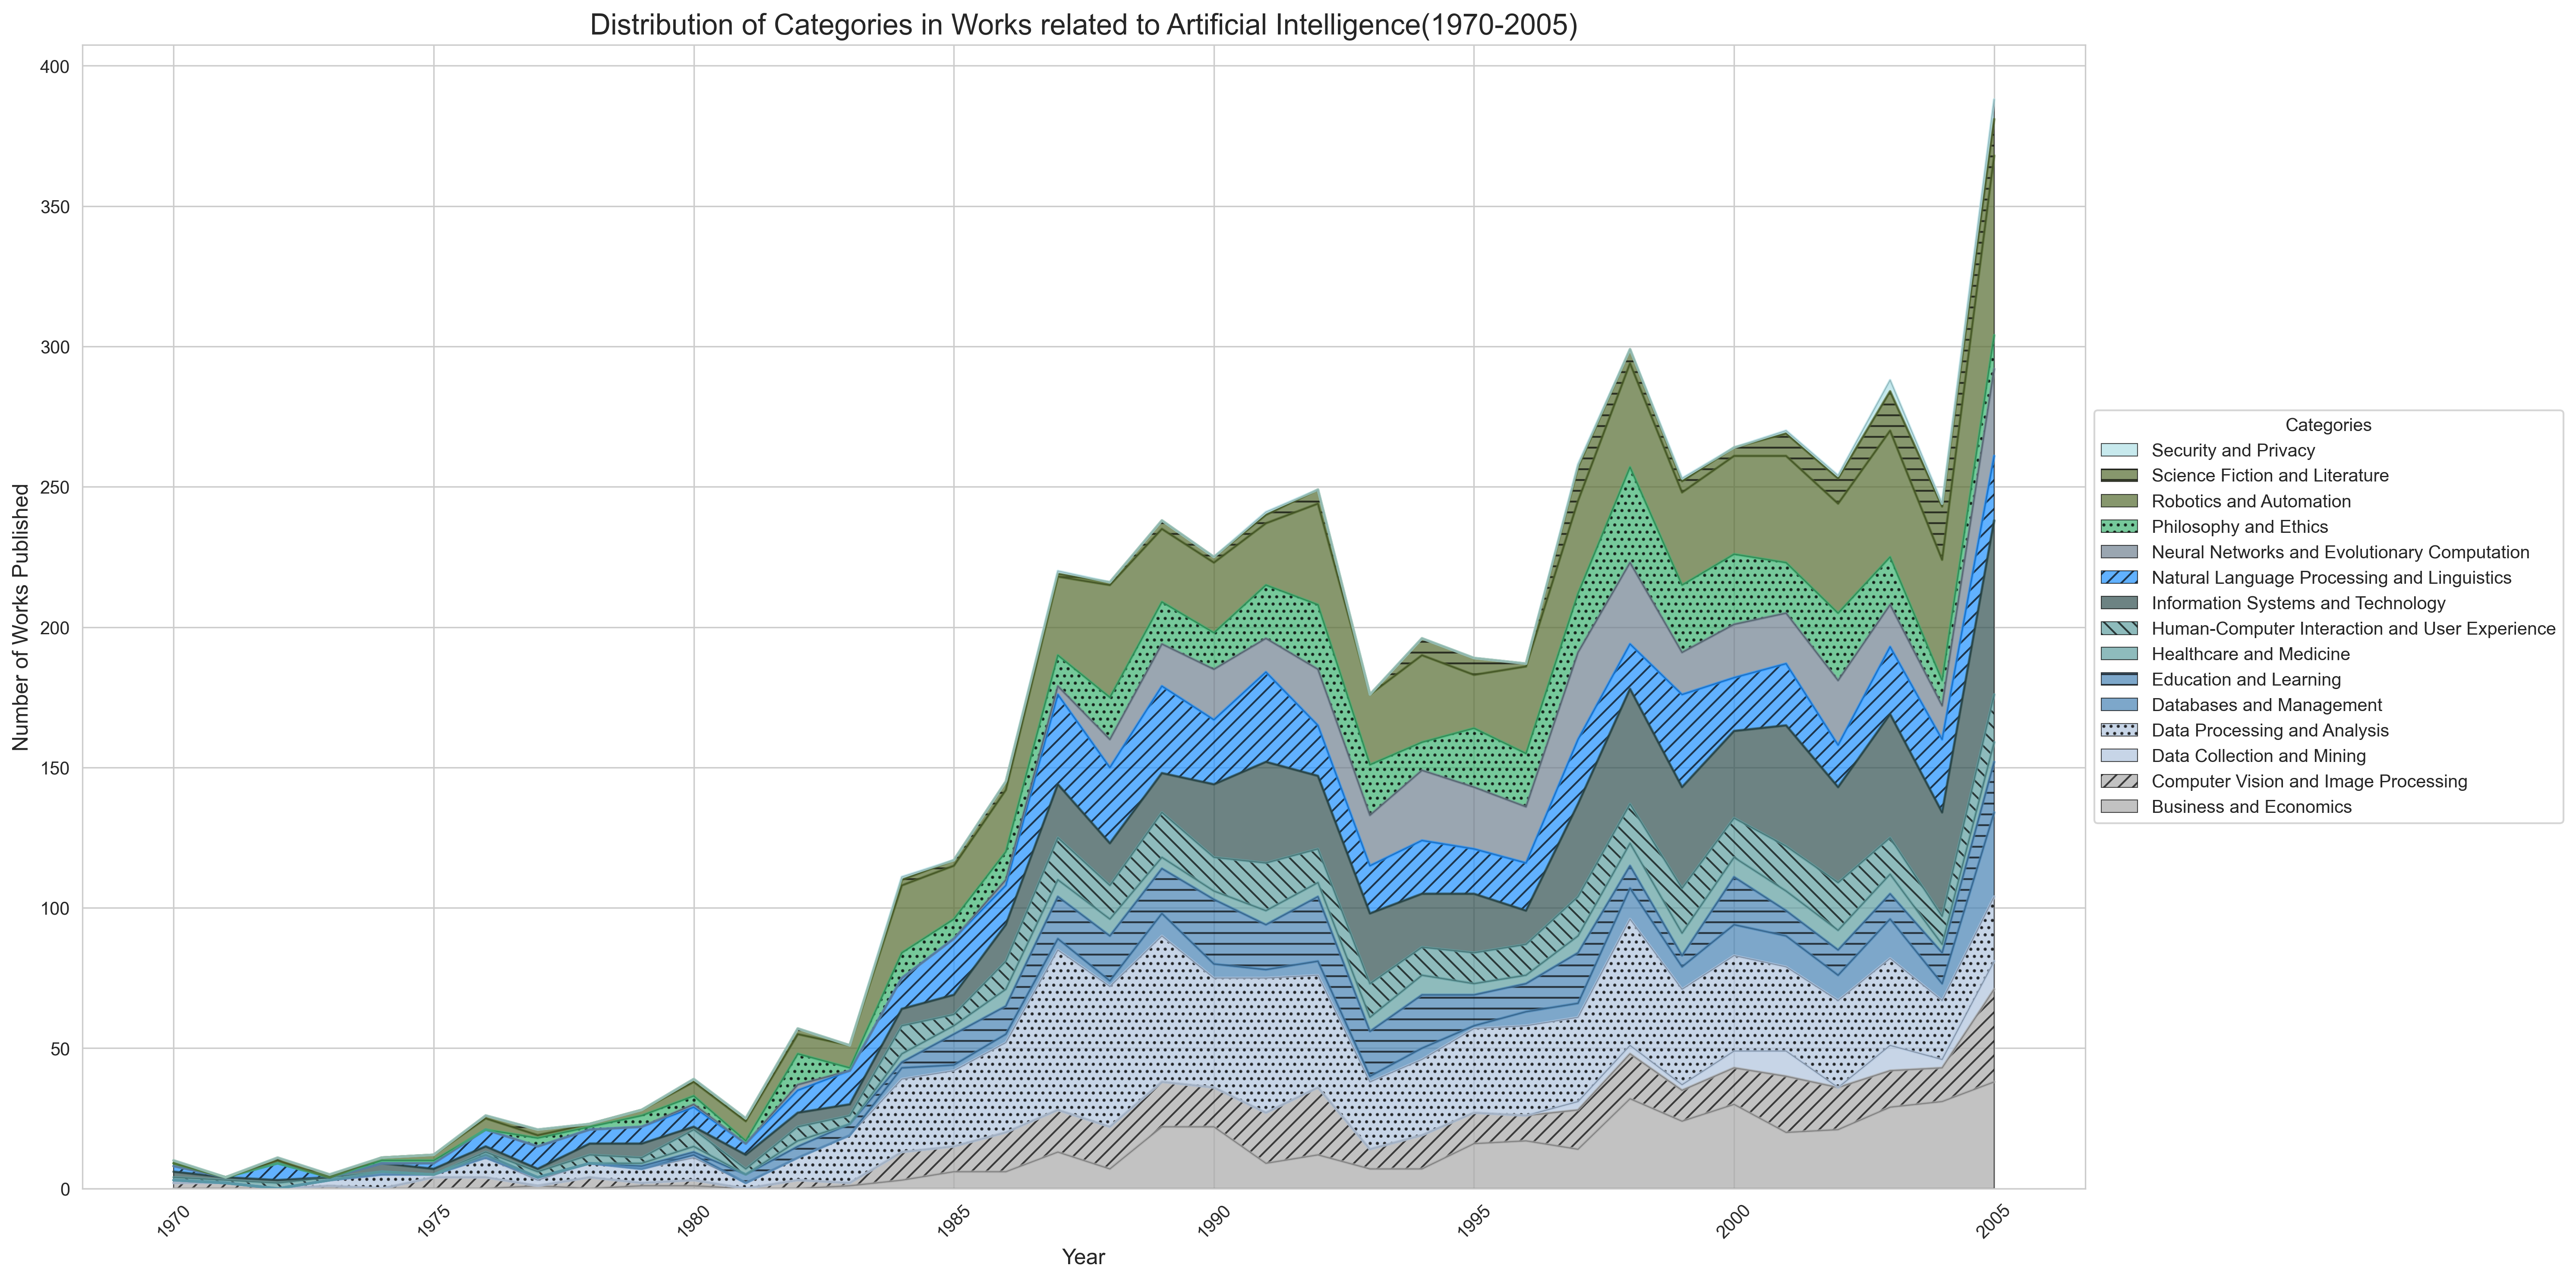 Distribution of Categories in Works related to Artificial Intelligence(1970-2005)
400
350
300
250
200
150
100
50
0
Number of Works Published
1970
1975
1980
1985
1990
1995
2000
2005
Year
Categories
Security and Privacy
Science Fiction and Literature
Robotics and Automation
Philosophy and Ethics
Neural Networks and Evolutionary Computation
Natural Language Processing and Linguistics
Information Systems and Technology
Human-Computer Interaction and User Experience
Healthcare and Medicine
Education and Learning
Databases and Management
Data Processing and Analysis
Data Collection and Mining
Computer Vision and Image Processing
Business and Economics